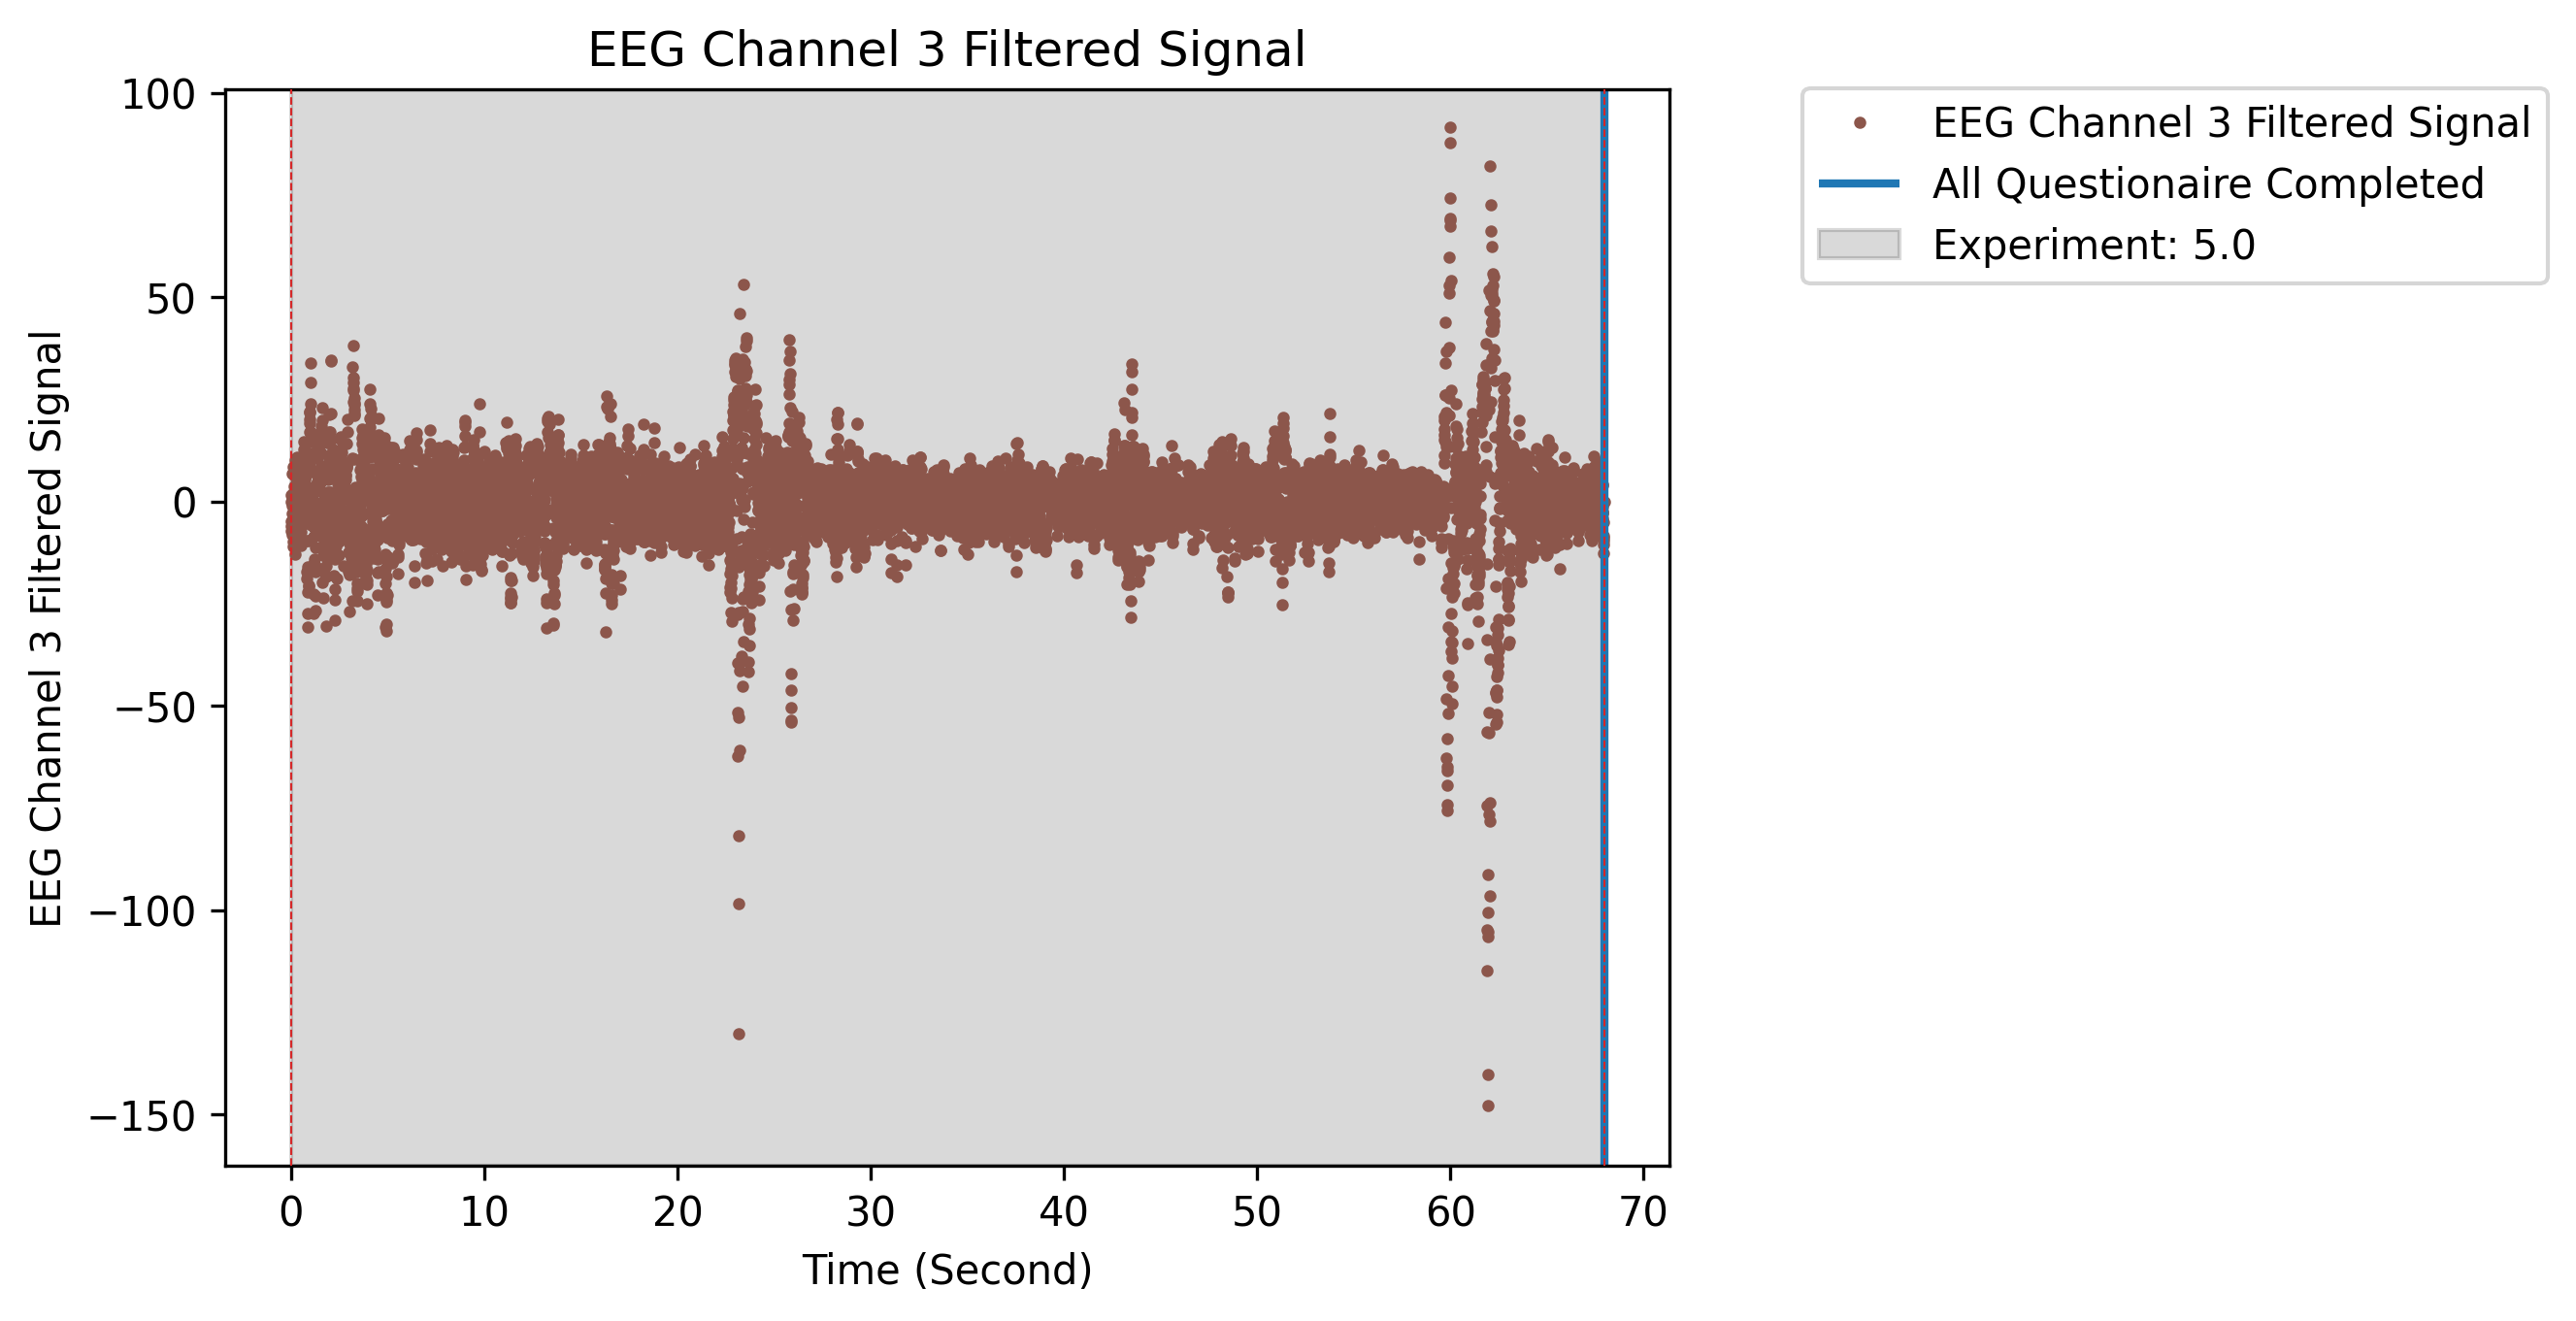 EEG Channel 3 Filtered Signal
EEG Channel 3 Filtered Signal
100
50
0
−50
−100
−150
0 10 20 30 40 50 60 70
Time (Second)
EEG Channel 3 Filtered Signal
All Questionaire Completed
Experiment: 5.0